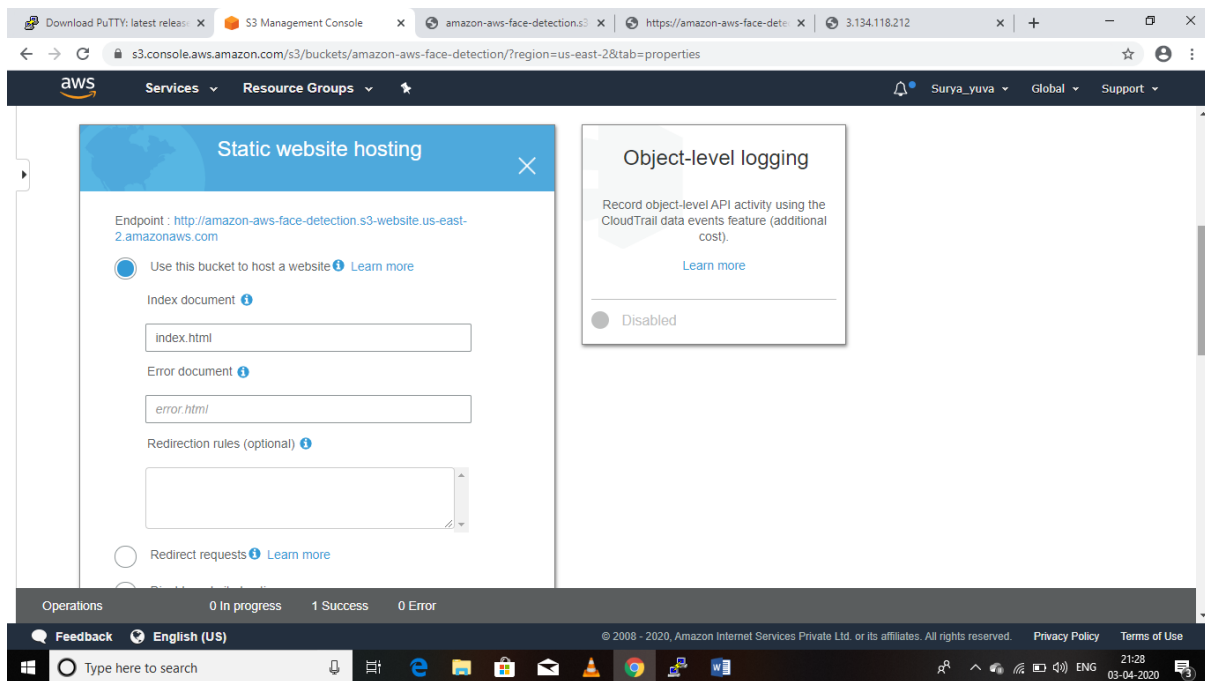 Download PuTTY: latest release
S3 Management Console
amazon-aws-face-detection.s3
https://amazon-aws-face-dete
3.134.118.212
s3.console.aws.amazon.com/s3/buckets/amazon-aws-face-detection/?region=us-east-2&tab=properties
aws Services Resource Groups Surya_yuva Global Support
Static website hosting
Endpoint : http://amazon-aws-face-detection.s3-website.us-east-
2.amazonaws.com
Use this bucket to host a website Learn more
Index document
index.html
Error document
error.html
Redirection rules (optional)
Redirect requests Learn more
Object-level logging
Record object-level API activity using the
CloudTrail data events feature (additional
cost).
Learn more
Disabled
Operations 0 In progress 1 Success 0 Error
Feedback English (US) © 2008 - 2020, Amazon Internet Services Private Ltd. or its affiliates. All rights reserved. Privacy Policy Terms of Use
Type here to search ENG 21:28
03-04-2020
3